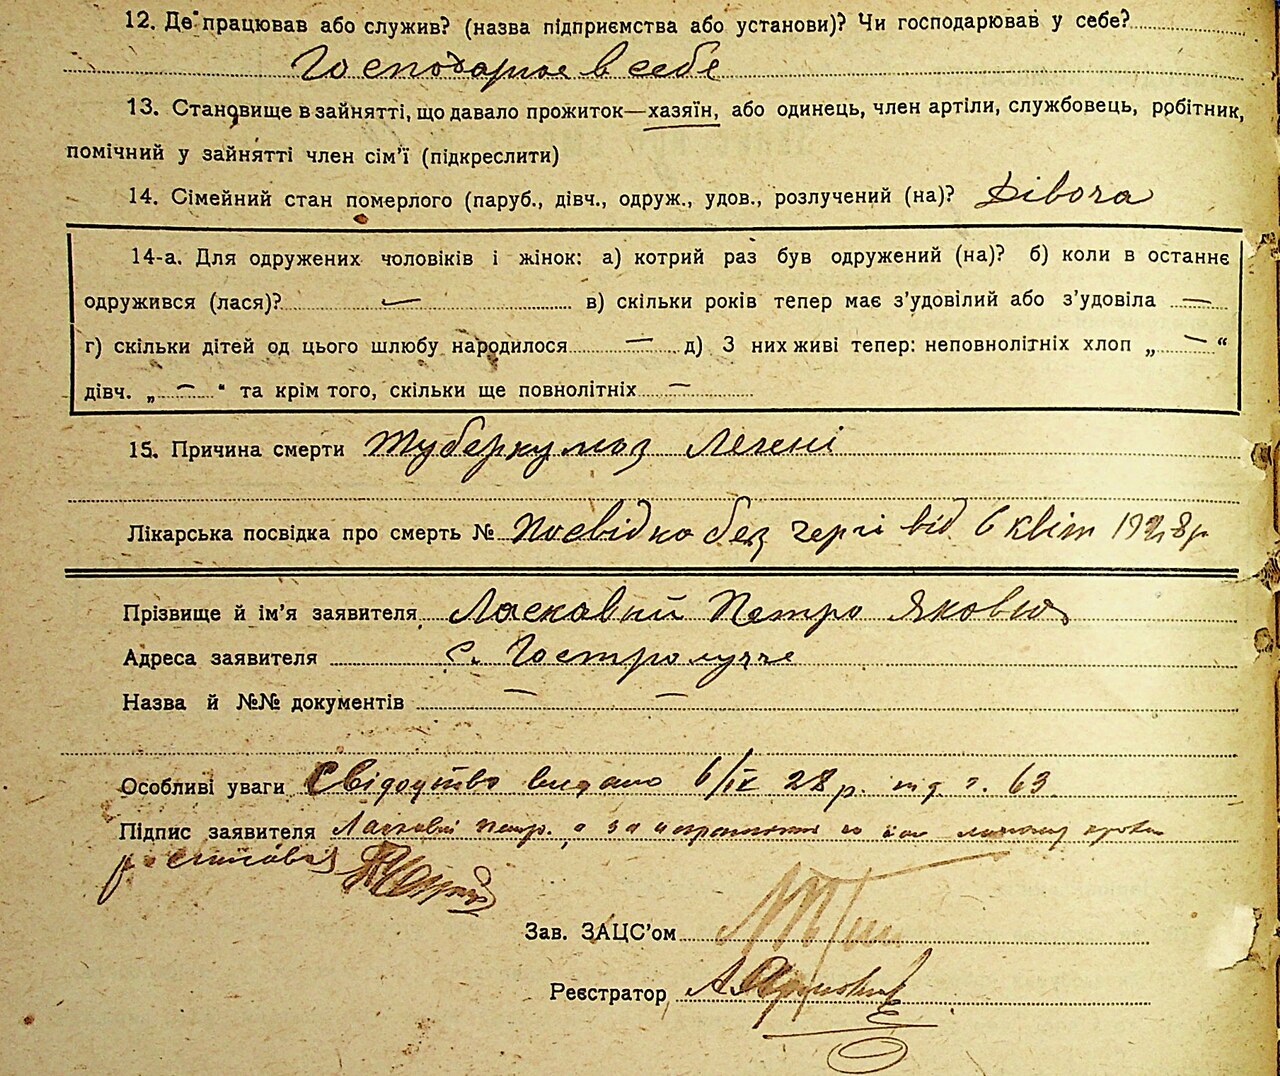 12. Де працював або служив? (назва підприємства або установи)? Чи господарював у себе?
Господарює в себе
13. Становище в зайнятті, що давало прожиток—хазяїн, або одинець, член артіли, службовець, робітник,
помічний у зайнятті член сім'ї (підкреслити)
14. Сімейний стан померлого (паруб., дівч., одруж., удов., розлучений (на)? Дівоча
14-а. Для одружених чоловіків і жінок: а) котрий раз був одружений (на)? б) коли в останнє
одружився (лася)? — в) скільки років тепер має з'удовілий або з'удовіла —
г) скільки дітей од цього шлюбу народилося — д) З них живі тепер: неповнолітніх хлоп „ — “
дівч. „ — “ та крім того, скільки ще повнолітніх —
15. Причина смерти Туберкульоз Легені
Лікарська посвідка про смерть № Посвідка без черги від 6 квіт 1928 р
Прізвище й ім'я заявителя Ласкавий Петро Якович
Адреса заявителя с. Гостролуччє
Назва й №№ документів — —
Особливі уваги Свідоцтво видано 6/IX 28 р. під ч. 63
Підпис заявителя Ласкавий Петр. а за
Зав. ЗАЦС'ом
Реєстратор